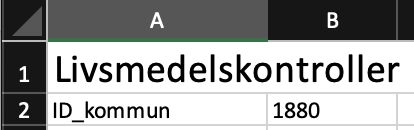 A B
1 Livsmedelskontroller
2 ID_kommun 1880